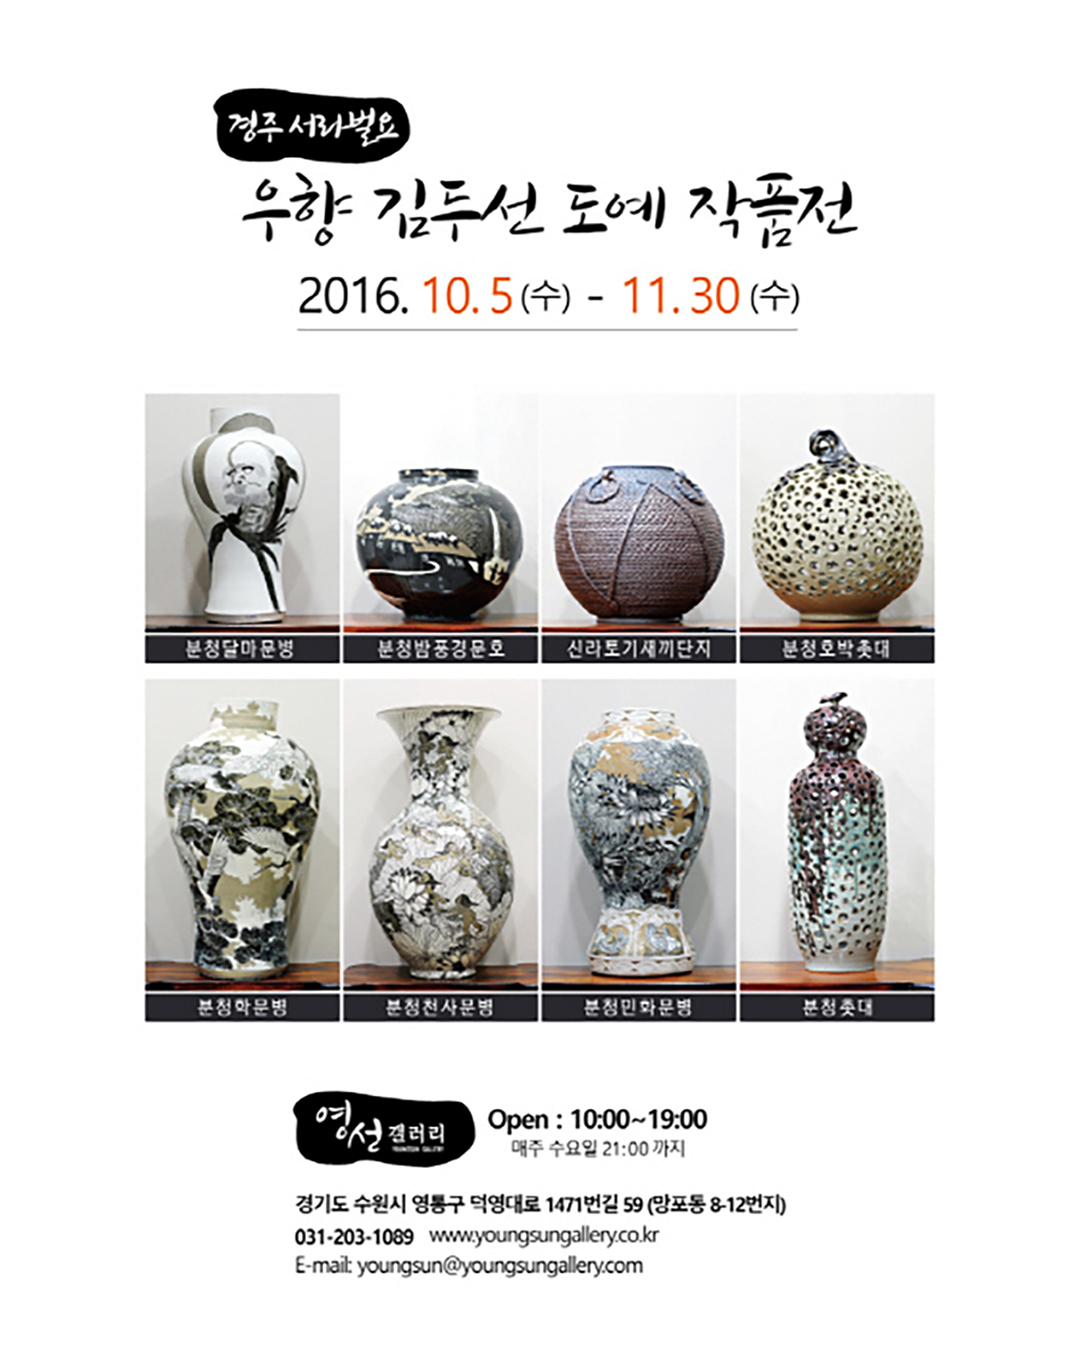 경주 서라벌요
우향 김두선 도예 작품전
2016. 10. 5 (수) - 11. 30 (수)
분청달마문병
분청밤풍경문호
신라토기새끼단지
분청호박촛대
분청학문병
분청천사문병
분청민화문병
분청촛대
영선 갤러리
YOUNGSUN GALLERY
Open : 10:00~19:00
매주 수요일 21:00 까지
경기도 수원시 영통구 덕영대로 1471번길 59 (망포동 8-12번지)
031-203-1089 www.youngsungallery.co.kr
E-mail: youngsun@youngsungallery.com